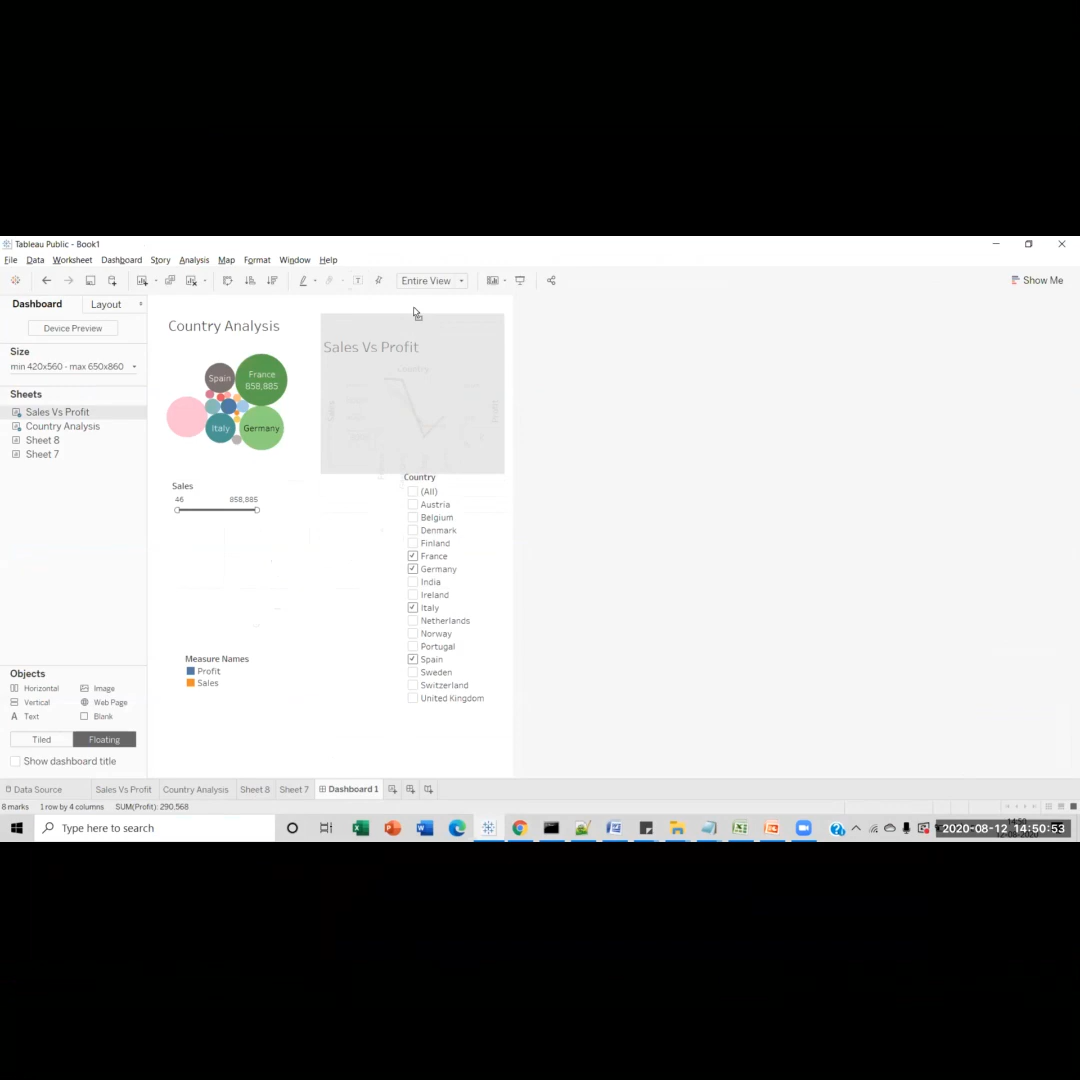 Tableau Public - Book1
File Data Worksheet Dashboard Story Analysis Map Format Window Help
Entire View
Show Me
Dashboard Layout
Device Preview
Size
min 420x560 - max 650x860
Sheets
Sales Vs Profit
Country Analysis
Sheet 8
Sheet 7
Objects
Horizontal Image
Vertical Web Page
A Text Blank
Tiled Floating
Show dashboard title
Country Analysis
Spain
France
858,885
Italy
Germany
Sales
46 858,885
Measure Names
Profit
Sales
Sales Vs Profit
Country
Country
(All)
Austria
Belgium
Denmark
Finland
France
Germany
India
Ireland
Italy
Netherlands
Norway
Portugal
Spain
Sweden
Switzerland
United Kingdom
Data Source Sales Vs Profit Country Analysis Sheet 8 Sheet 7 Dashboard 1
8 marks 1 row by 4 columns SUM(Profit): 290,568
Type here to search
2020-08-12 14:50:53